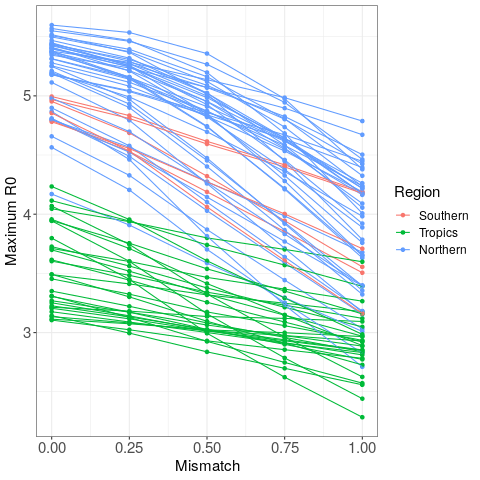 Maximum R0
5
4
3
0.00 0.25 0.50 0.75 1.00
Mismatch
Region
Southern
Tropics
Northern